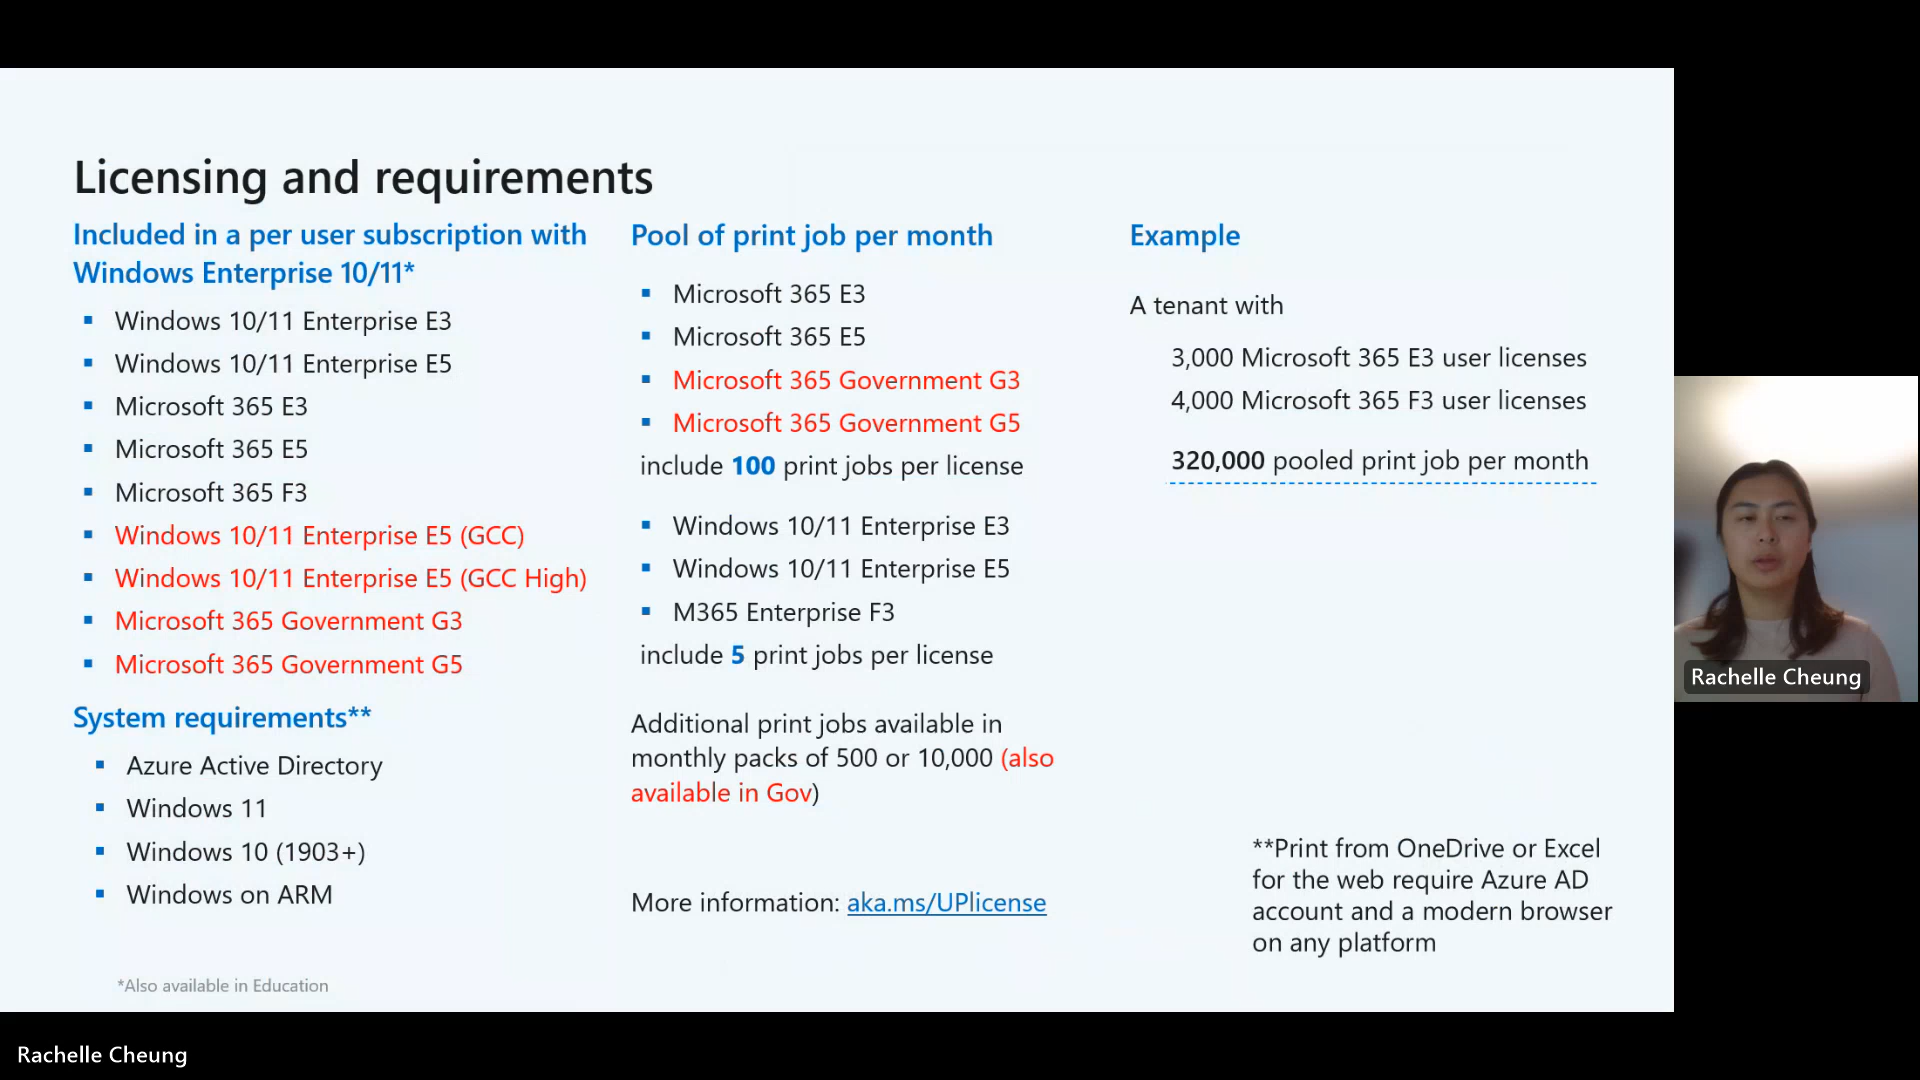 Licensing and requirements
Included in a per user subscription with
Windows Enterprise 10/11*
Windows 10/11 Enterprise E3
Windows 10/11 Enterprise E5
Microsoft 365 E3
Microsoft 365 E5
Microsoft 365 F3
Windows 10/11 Enterprise E5 (GCC)
Windows 10/11 Enterprise E5 (GCC High)
Microsoft 365 Government G3
Microsoft 365 Government G5
System requirements**
Azure Active Directory
Windows 11
Windows 10 (1903+)
Windows on ARM
*Also available in Education
Pool of print job per month
Microsoft 365 E3
Microsoft 365 E5
Microsoft 365 Government G3
Microsoft 365 Government G5
include 100 print jobs per license
Windows 10/11 Enterprise E3
Windows 10/11 Enterprise E5
M365 Enterprise F3
include 5 print jobs per license
Additional print jobs available in
monthly packs of 500 or 10,000 (also
available in Gov)
More information: aka.ms/UPlicense
Example
A tenant with
3,000 Microsoft 365 E3 user licenses
4,000 Microsoft 365 F3 user licenses
320,000 pooled print job per month
**Print from OneDrive or Excel
for the web require Azure AD
account and a modern browser
on any platform
Rachelle Cheung
Rachelle Cheung